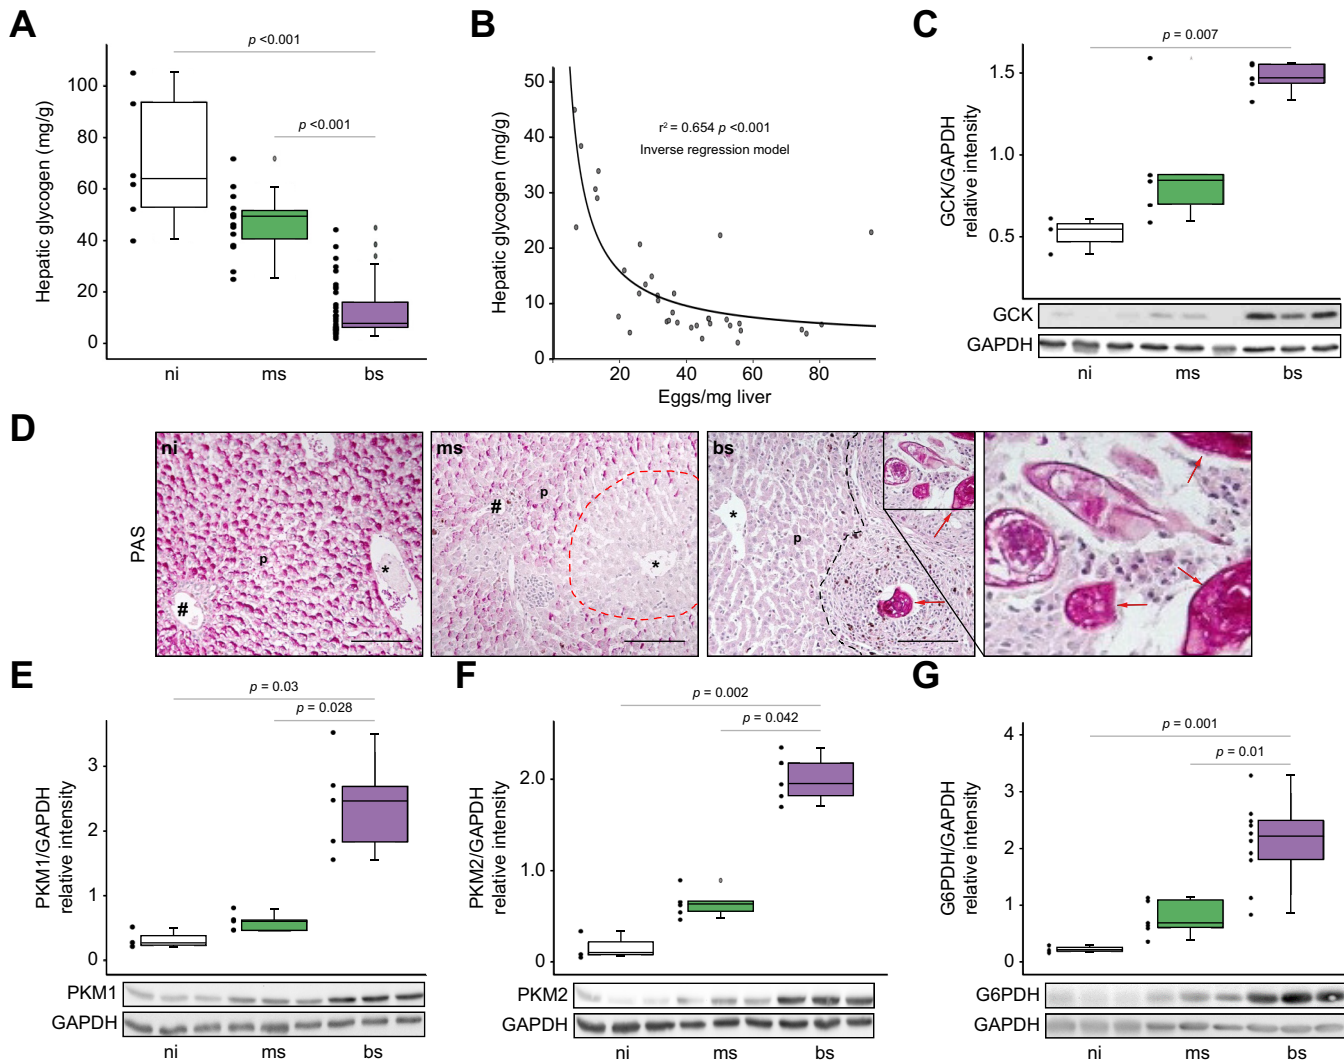 A
Hepatic glycogen (mg/g)
p <0.001
p <0.001
100
80
60
40
20
0
ni ms bs
B
Hepatic glycogen (mg/g)
r2 = 0.654 p <0.001
Inverse regression model
50
40
30
20
10
0
20 40 60 80
Eggs/mg liver
C
GCK/GAPDH
relative intensity
p = 0.007
1.5
1.0
0.5
GCK
GAPDH
ni ms bs
D
PAS
ni
p
*
#
ms
p
#
*
bs
*
p
E
PKM1/GAPDH
relative intensity
p = 0.03
p = 0.028
3
2
1
0
PKM1
GAPDH
ni ms bs
F
PKM2/GAPDH
relative intensity
p = 0.002
p = 0.042
2.0
1.0
0
PKM2
GAPDH
ni ms bs
G
G6PDH/GAPDH
relative intensity
p = 0.001
p = 0.01
4
3
2
1
0
G6PDH
GAPDH
ni ms bs